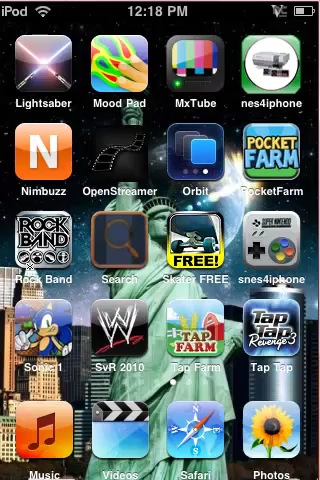 iPod 12:18 PM
Lightsaber Mood Pad MxTube nes4iphone
N
POCKET
FARM
Nimbuzz OpenStreamer Orbit PocketFarm
ROCK
BAND
SUPER NINTENDO
FREE!
Rock Band Search Skater FREE snes4iphone
W
TAP
FARM
TAP
TAP
Revenge 3
Sonic 1 SvR 2010 Tap Farm Tap Tap
Music Videos Safari Photos